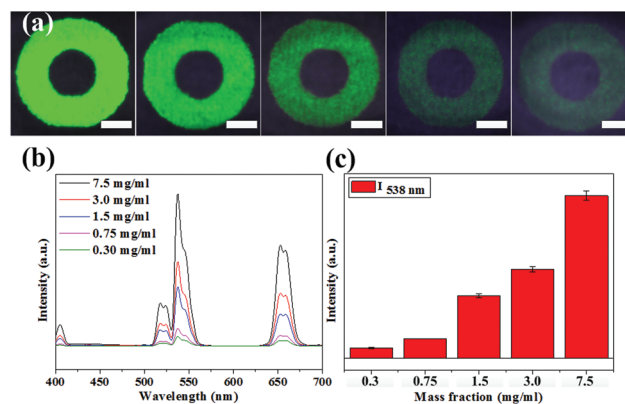 (a)
(b)
7.5 mg/ml
3.0 mg/ml
1.5 mg/ml
0.75 mg/ml
0.30 mg/ml
Intensity (a.u.)
400 450 500 550 600 650 700
Wavelength (nm)
(c)
I 538 nm
Intensity (a.u.)
0.3 0.75 1.5 3.0 7.5
Mass fraction (mg/ml)